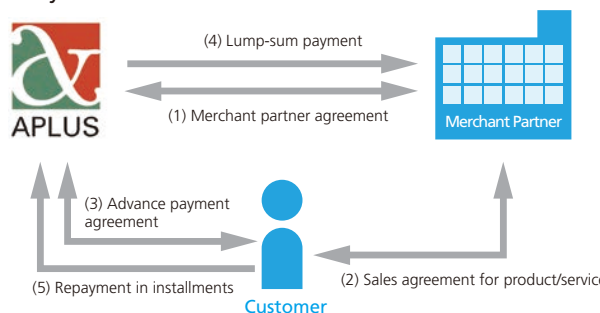 (4) Lump-sum payment
&
APLUS
(1) Merchant partner agreement
Merchant Partner
(3) Advance payment
agreement
(2) Sales agreement for product/service
(5) Repayment in installments
Customer